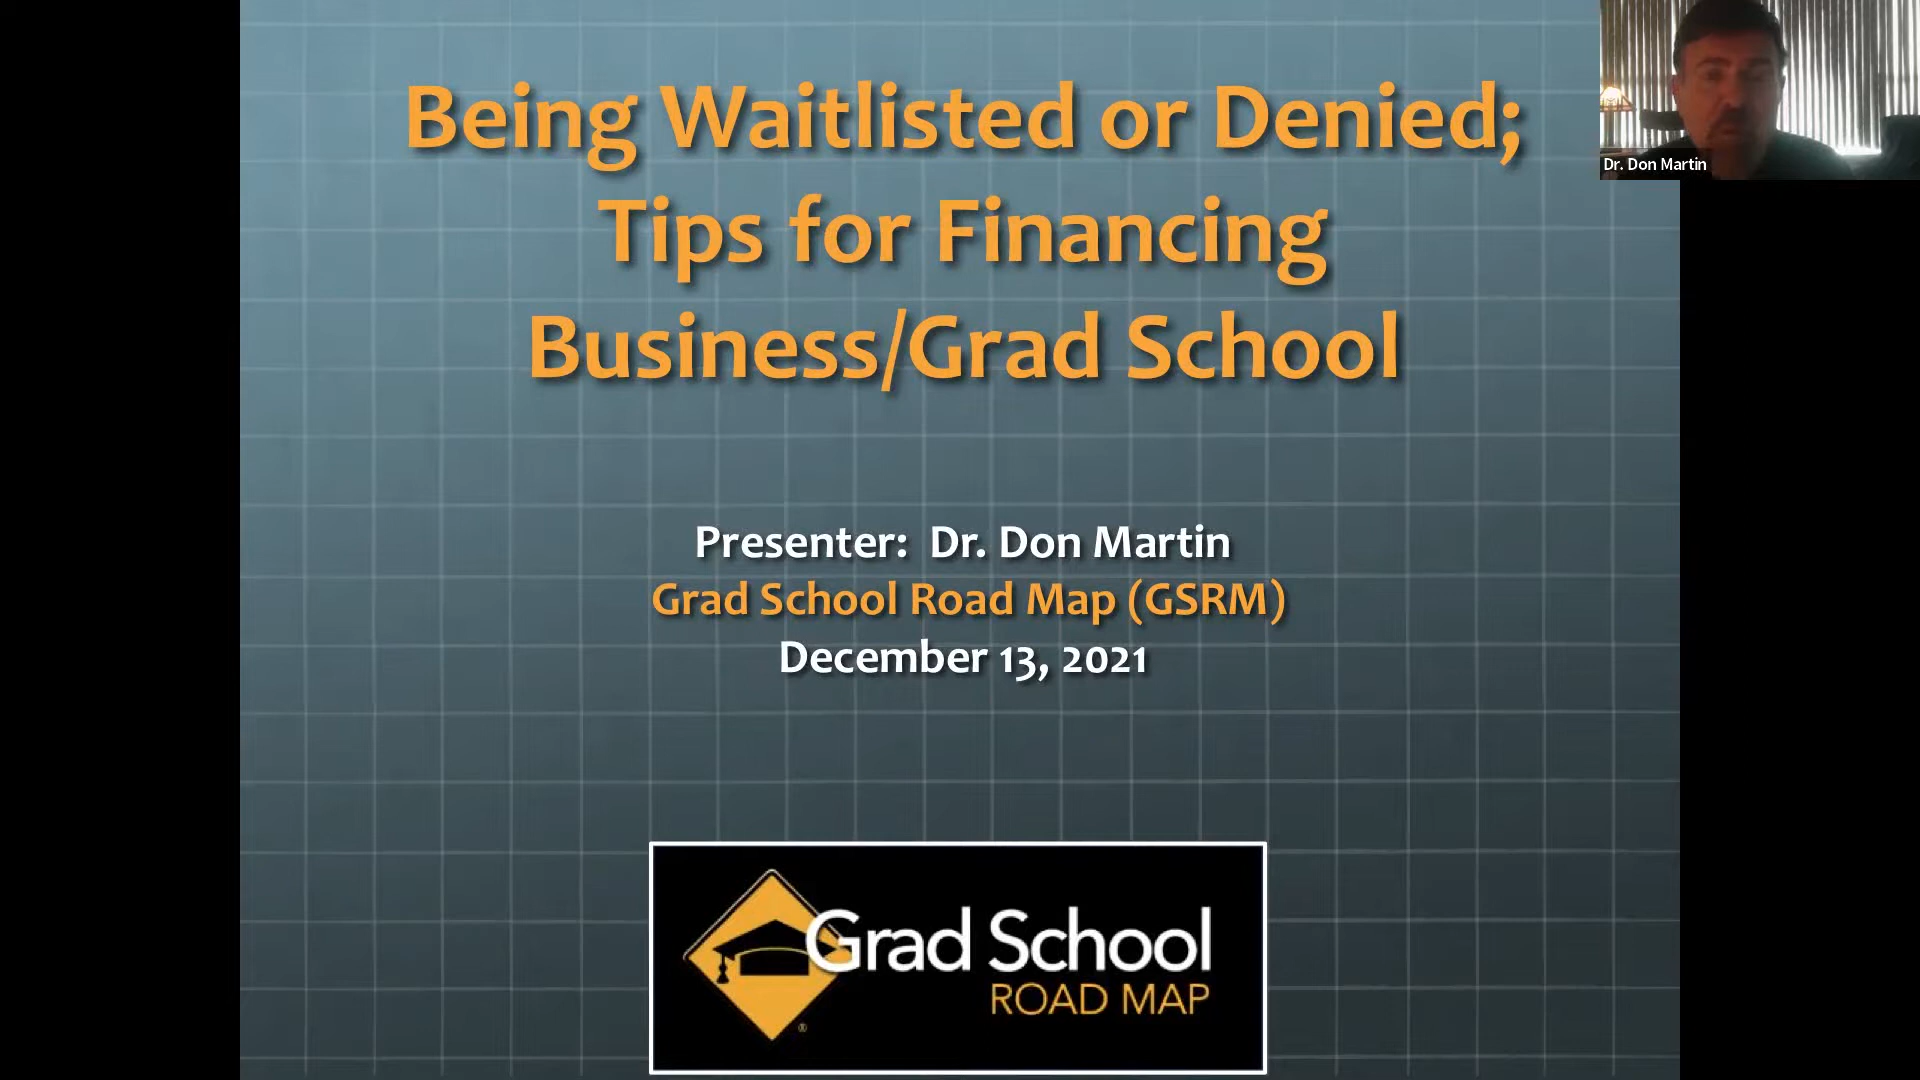 Being Waitlisted or Denied;
Tips for Financing
Business/Grad School
Dr. Don Martin
Presenter:  Dr. Don Martin
Grad School Road Map (GSRM)
December 13, 2021
Grad School
ROAD MAP
®